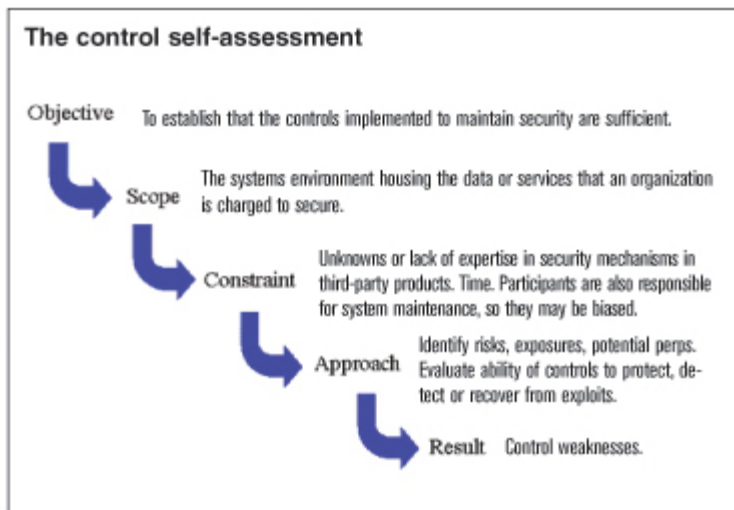 The control self-assessment
Objective To establish that the controls implemented to maintain security are sufficient.
Scope The systems environment housing the data or services that an organization
is charged to secure.
Constraint Unknowns or lack of expertise in security mechanisms in
third-party products. Time. Participants are also responsible
for system maintenance, so they may be biased.
Approach Identify risks, exposures, potential perps.
Evaluate ability of controls to protect, de-
tect or recover from exploits.
Result Control weaknesses.